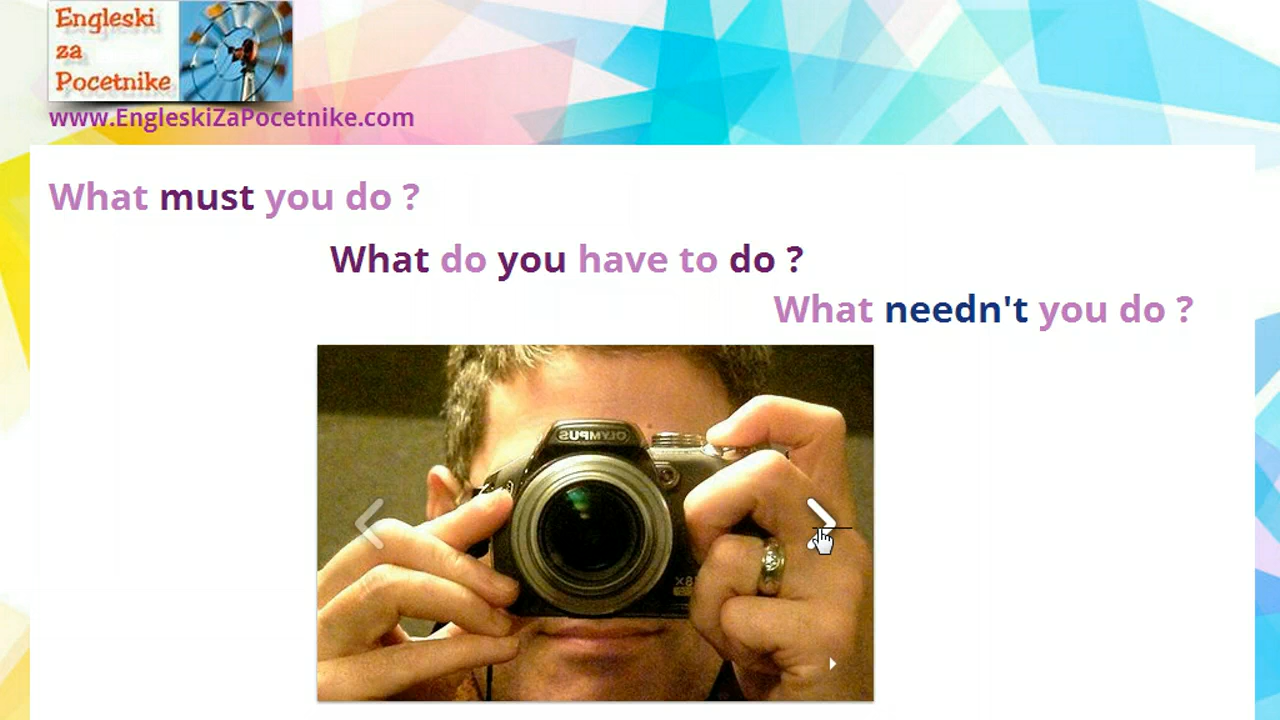 Engleski
za
Pocetnike
www.EngleskiZaPocetnike.com
What must you do ?
What do you have to do ?
What needn't you do ?
OLYMPUS
x18